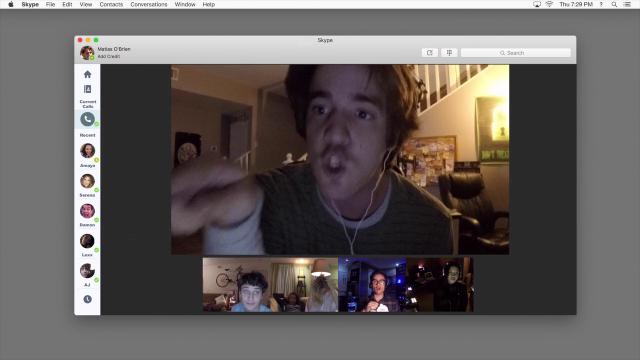 Skype File Edit View Contacts Conversations Window Help
Thu 7:29 PM
Skype
Matias O'Brien
Add Credit
Search
Current
Calls
Recent
Amaya
Serena
Damon
Lexx
AJ